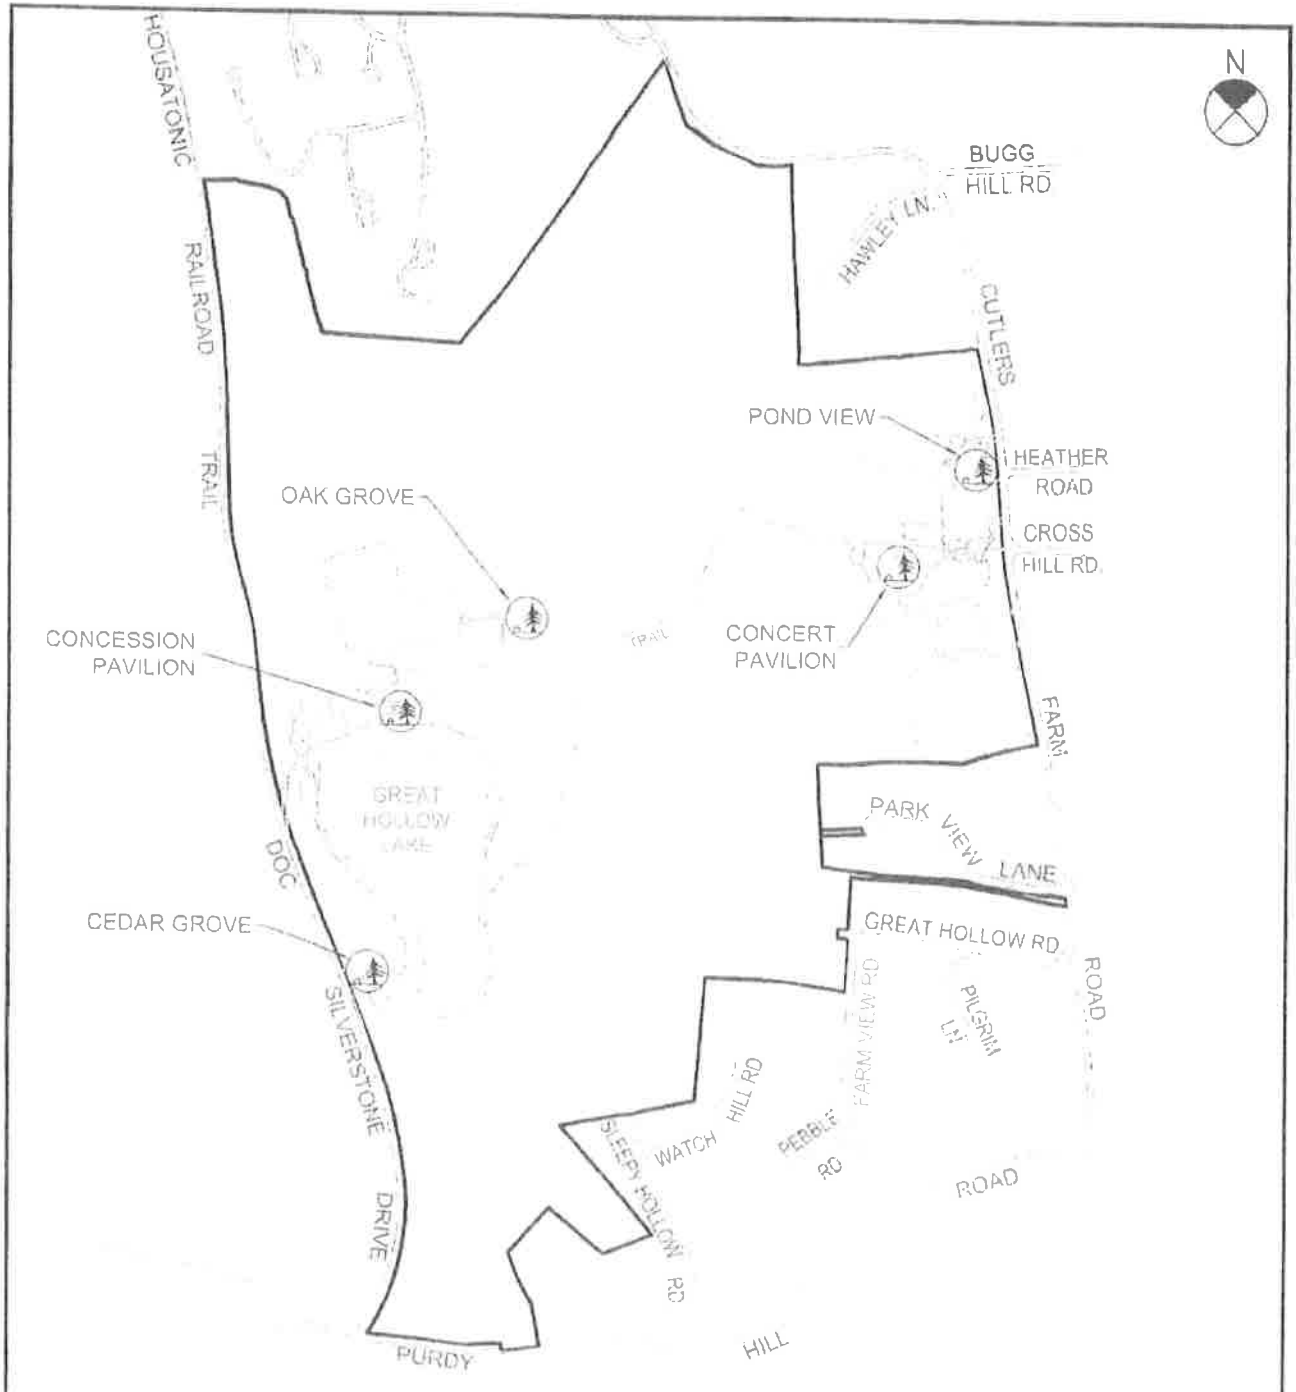 N
HOUSATONIC
BUGG
HILL RD
HAWLEY LN.
RAILROAD
CUTLERS
POND VIEW
HEATHER
ROAD
TRAIL
OAK GROVE
CROSS
HILL RD.
CONCESSION
PAVILION
TRAIL
CONCERT
PAVILION
FARM
GREAT
HOLLOW
LAKE
PARK VIEW LANE
DOC
CEDAR GROVE
GREAT HOLLOW RD
ROAD
SILVERSTONE
FARM VIEW RD
PILGRIM
LN
WATCH HILL RD
SLEEPY HOLLOW RD
PEBBLE
RD
ROAD
DRIVE
PURDY
HILL